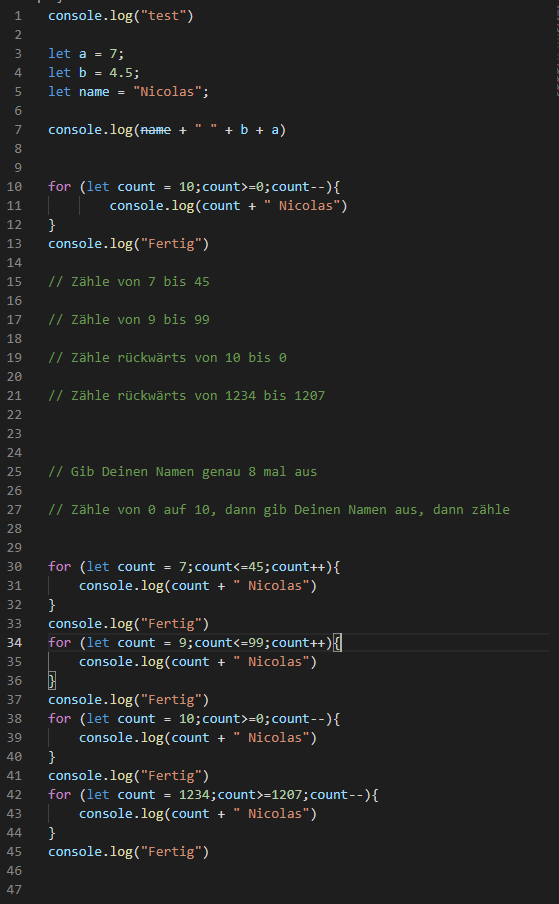 1 console.log("test")
2
3 let a = 7;
4 let b = 4.5;
5 let name = "Nicolas";
6
7 console.log(name + " " + b + a)
8
9
10 for (let count = 10;count>=0;count--){
11 console.log(count + " Nicolas")
12 }
13 console.log("Fertig")
14
15 // Zähle von 7 bis 45
16
17 // Zähle von 9 bis 99
18
19 // Zähle rückwärts von 10 bis 0
20
21 // Zähle rückwärts von 1234 bis 1207
22
23
24
25 // Gib Deinen Namen genau 8 mal aus
26
27 // Zähle von 0 auf 10, dann gib Deinen Namen aus, dann zähle
28
29
30 for (let count = 7;count<=45;count++){
31 console.log(count + " Nicolas")
32 }
33 console.log("Fertig")
34 for (let count = 9;count<=99;count++){
35 console.log(count + " Nicolas")
36 }
37 console.log("Fertig")
38 for (let count = 10;count>=0;count--){
39 console.log(count + " Nicolas")
40 }
41 console.log("Fertig")
42 for (let count = 1234;count>=1207;count--){
43 console.log(count + " Nicolas")
44 }
45 console.log("Fertig")
46
47